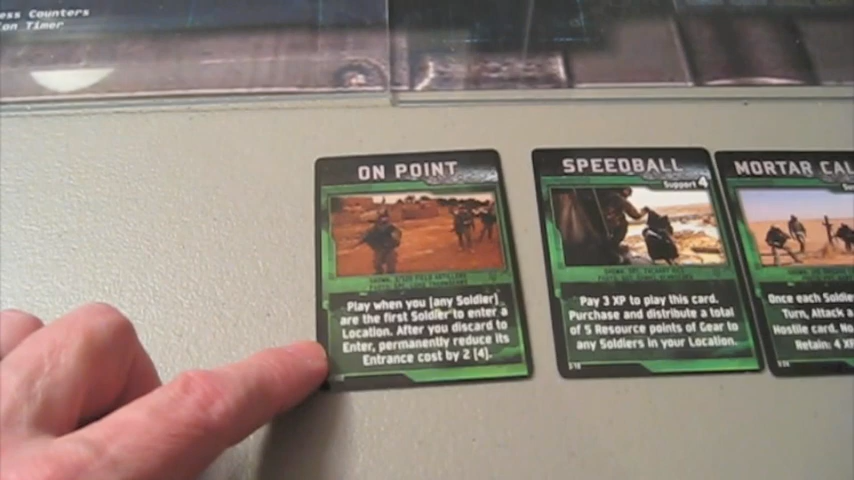 ess Counters
on Timer
ON POINT
Play when you [any Soldier]
are the first Soldier to enter a
Location. After you discard to
Enter, permanently reduce its
Entrance cost by 2 [4].
SPEEDBALL
Support 4
Pay 3 XP to play this card.
Purchase and distribute a total
of 5 Resource points of Gear to
any Soldiers in your Location.
MORTAR CAL
Once each Soldie
Turn, Attack a
Hostile card. No
Retain: 4 XP